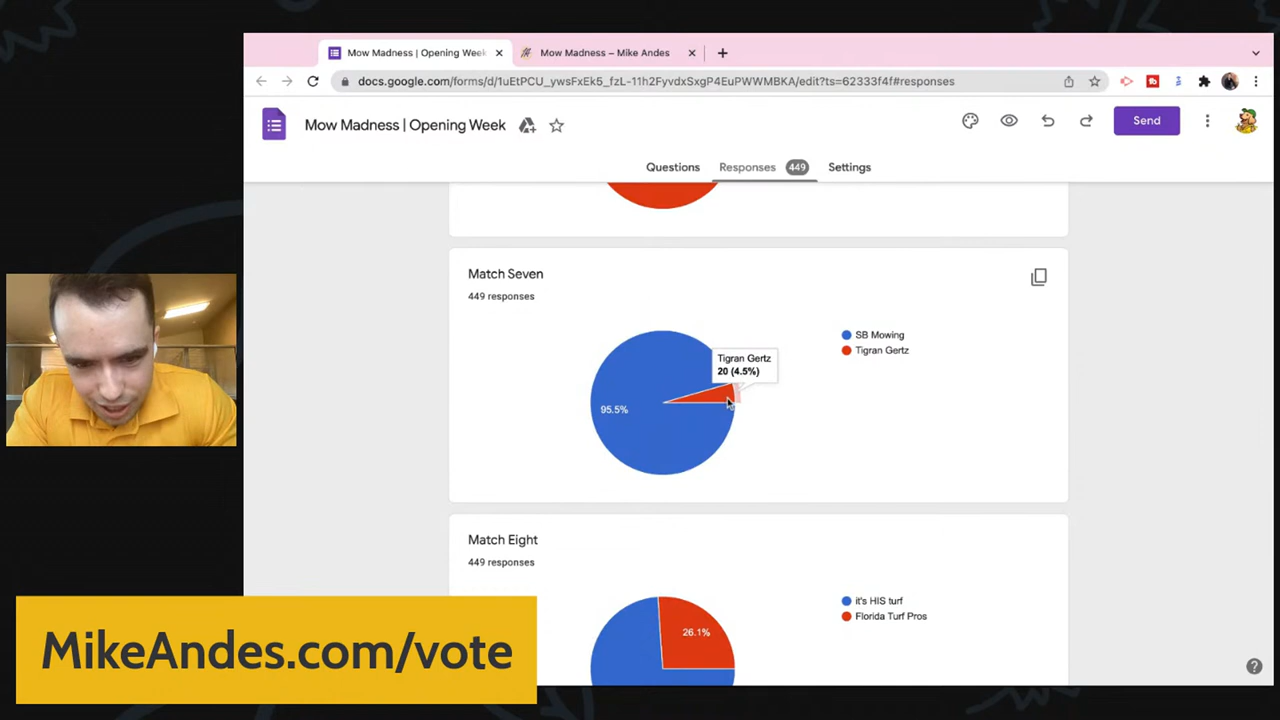 Mow Madness | Opening Week
Mow Madness – Mike Andes
docs.google.com/forms/d/1uEtPCU_ywsFxEk6_fzL-11h2FyvdxSxgP4EuPWWMBKA/edit?ts=62333f4f#responses
Mow Madness | Opening Week
Send
Questions
Responses 449
Settings
Match Seven
449 responses
SB Mowing
Tigran Gertz
Tigran Gertz
20 (4.5%)
95.5%
Match Eight
449 responses
it's HIS turf
Florida Turf Pros
26.1%
MikeAndes.com/vote